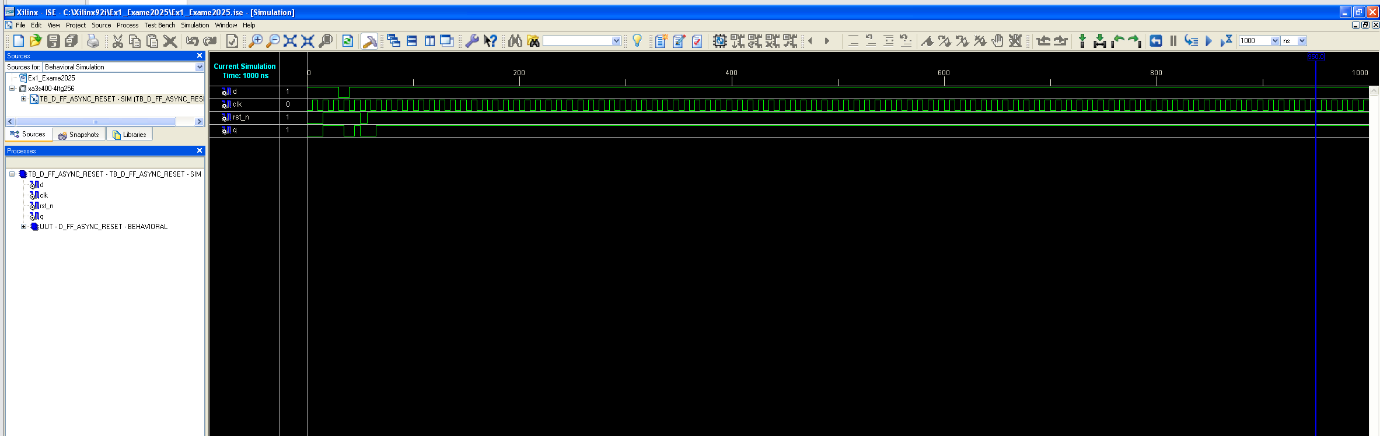 Xilinx - ISE - C:\Xilinx92i\Ex1_Exame2025\Ex1_Exame2025.ise - [Simulation]
File Edit View Project Source Process Test Bench Simulation Window Help
1000 ns
Sources
Sources for: Behavioral Simulation
Ex1_Exame2025
xa3s400-4ftg256
TB_D_FF_ASYNC_RESET - SIM (TB_D_FF_ASYNC_RES
Sources Snapshots Libraries
Processes
TB_D_FF_ASYNC_RESET - TB_D_FF_ASYNC_RESET - SIM
d
clk
rst_n
q
UUT - D_FF_ASYNC_RESET - BEHAVIORAL
Current Simulation
Time: 1000 ns
0 200 400 600 800 1000
d 1
clk 0
rst_n 1
q 1